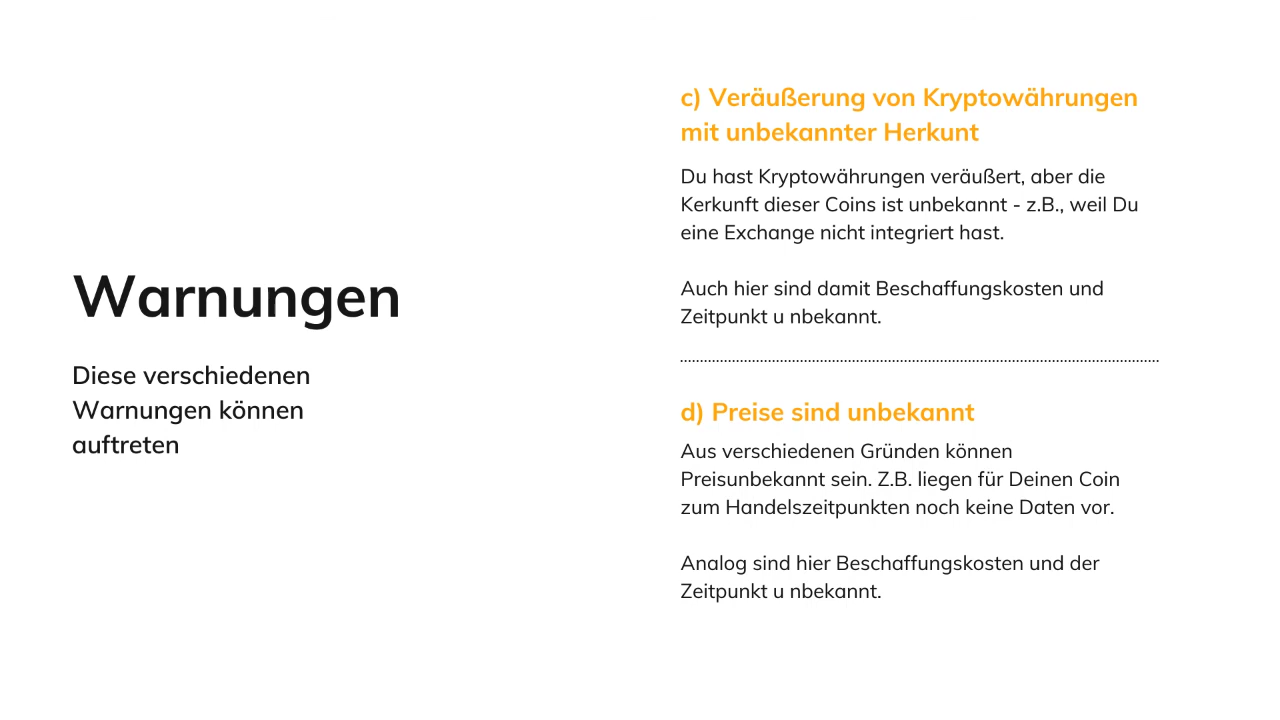 Warnungen
Diese verschiedenen
Warnungen können
auftreten
c) Veräußerung von Kryptowährungen
mit unbekannter Herkunt
Du hast Kryptowährungen veräußert, aber die
Kerkunft dieser Coins ist unbekannt - z.B., weil Du
eine Exchange nicht integriert hast.
Auch hier sind damit Beschaffungskosten und
Zeitpunkt u nbekannt.
d) Preise sind unbekannt
Aus verschiedenen Gründen können
Preisunbekannt sein. Z.B. liegen für Deinen Coin
zum Handelszeitpunkten noch keine Daten vor.
Analog sind hier Beschaffungskosten und der
Zeitpunkt u nbekannt.